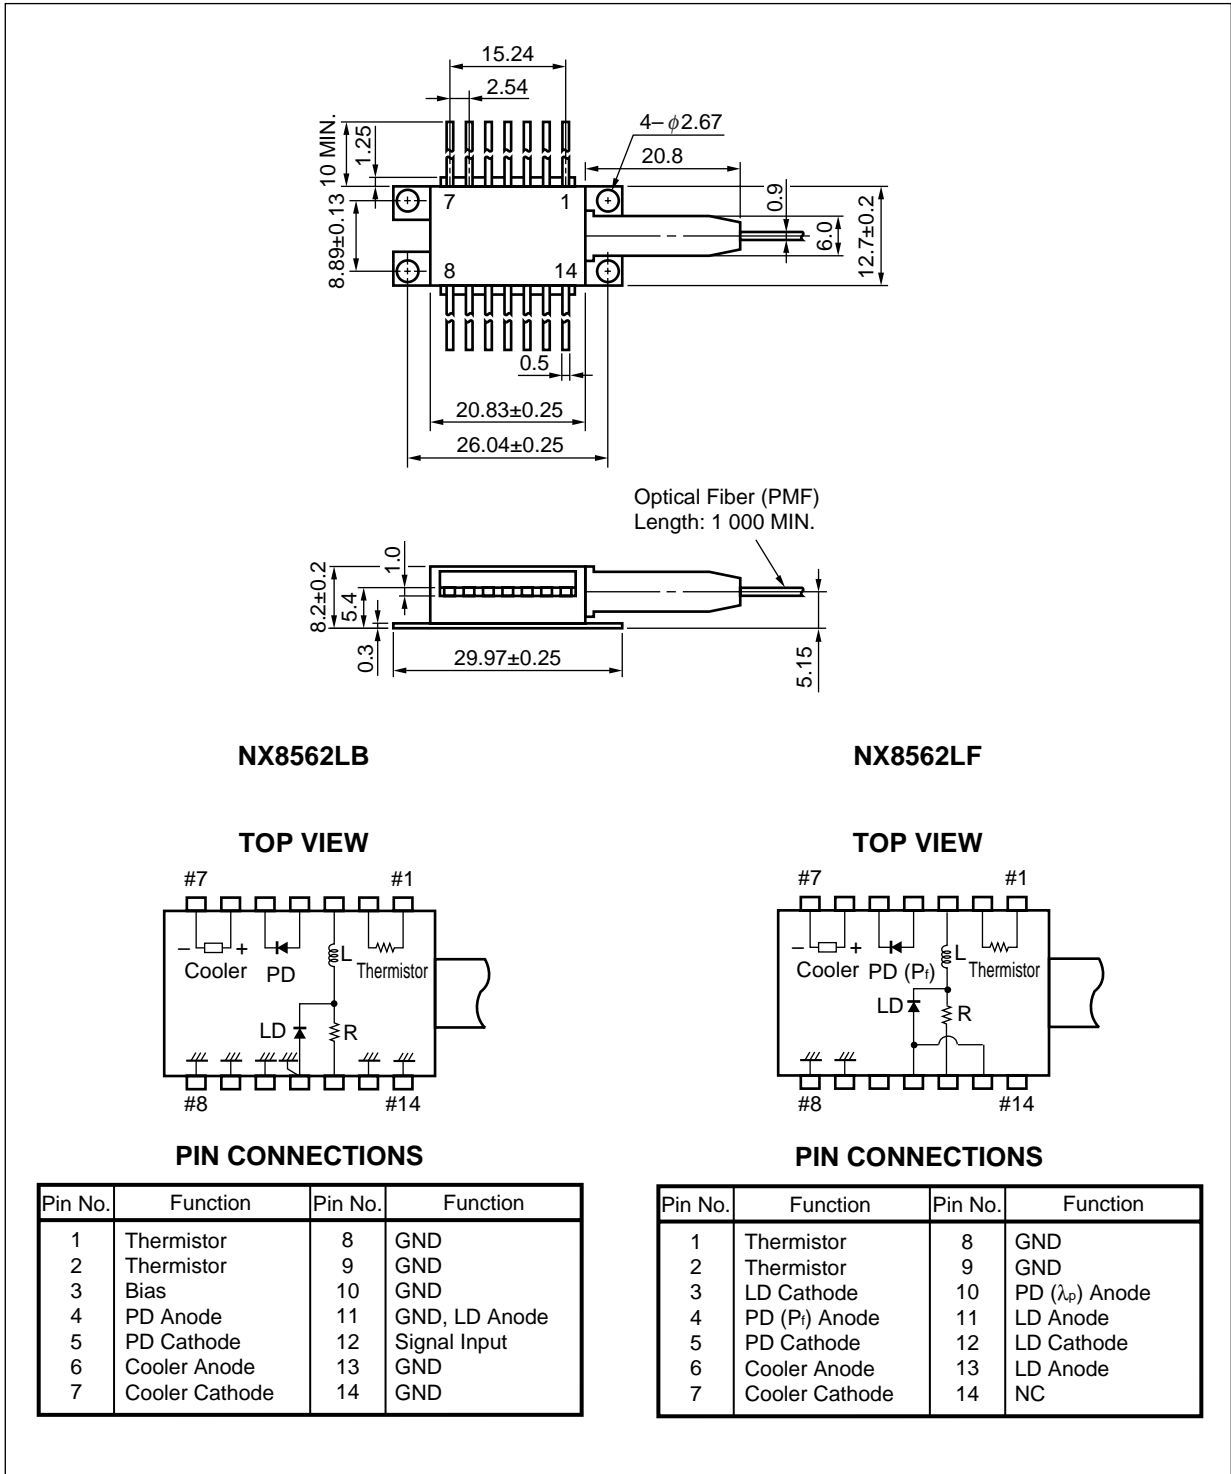 15.24
2.54
4–φ2.67
20.8
10 MIN.
1.25
7 1
0.9
6.0
12.7±0.2
8.89±0.13
8 14
0.5
20.83±0.25
26.04±0.25
Optical Fiber (PMF)
Length: 1 000 MIN.
1.0
8.2±0.2
5.4
0.3
29.97±0.25
5.15
NX8562LB
TOP VIEW
#7 #1
– +
Cooler PD L Thermistor
LD R
#8 #14
PIN CONNECTIONS
Pin No. Function Pin No. Function
1 Thermistor 8 GND
2 Thermistor 9 GND
3 Bias 10 GND
4 PD Anode 11 GND, LD Anode
5 PD Cathode 12 Signal Input
6 Cooler Anode 13 GND
7 Cooler Cathode 14 GND
NX8562LF
TOP VIEW
#7 #1
– +
Cooler PD (Pf) L Thermistor
LD R
#8 #14
PIN CONNECTIONS
Pin No. Function Pin No. Function
1 Thermistor 8 GND
2 Thermistor 9 GND
3 LD Cathode 10 PD (λp) Anode
4 PD (Pf) Anode 11 LD Anode
5 PD Cathode 12 LD Cathode
6 Cooler Anode 13 LD Anode
7 Cooler Cathode 14 NC